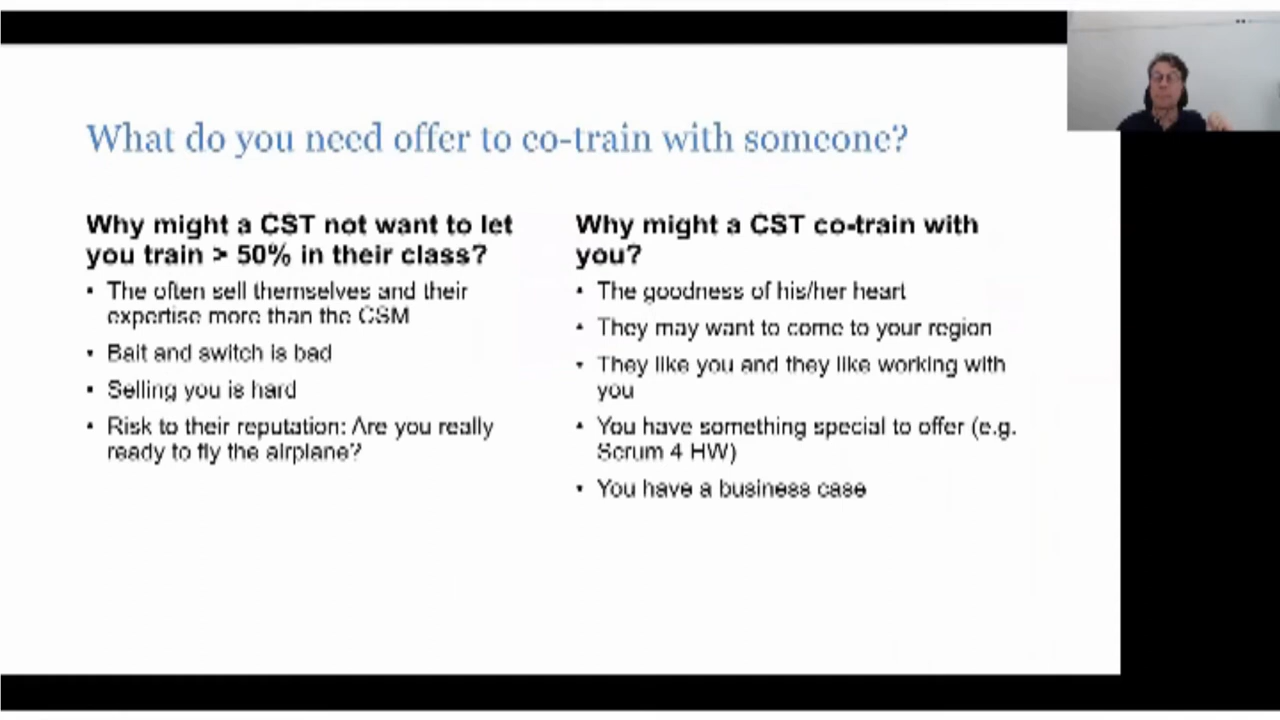 What do you need offer to co-train with someone?
Why might a CST not want to let
you train > 50% in their class?
• The often sell themselves and their
expertise more than the CSM
• Bait and switch is bad
• Selling you is hard
• Risk to their reputation: Are you really
ready to fly the airplane?
Why might a CST co-train with
you?
• The goodness of his/her heart
• They may want to come to your region
• They like you and they like working with
you
• You have something special to offer (e.g.
Scrum 4 HW)
• You have a business case